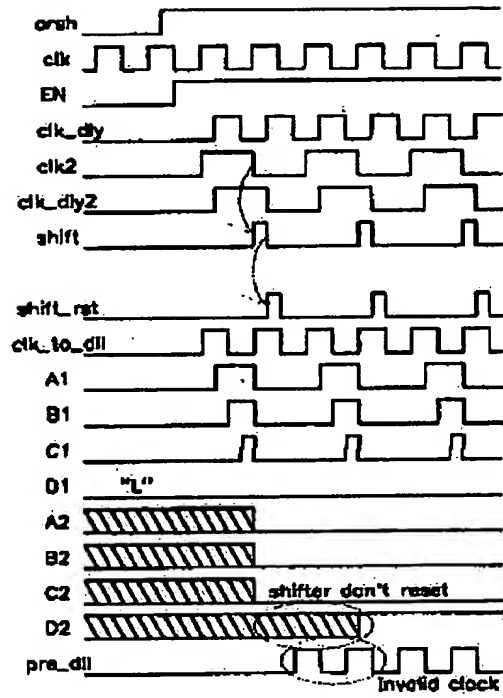 orsh
clk
EN
clk_dly
clk2
clk_dly2
shift
shift_rst
clk_to_dll
A1
B1
C1
D1 "L"
A2
B2
C2 shifter don't reset
D2
pre_dll
Invalid clock